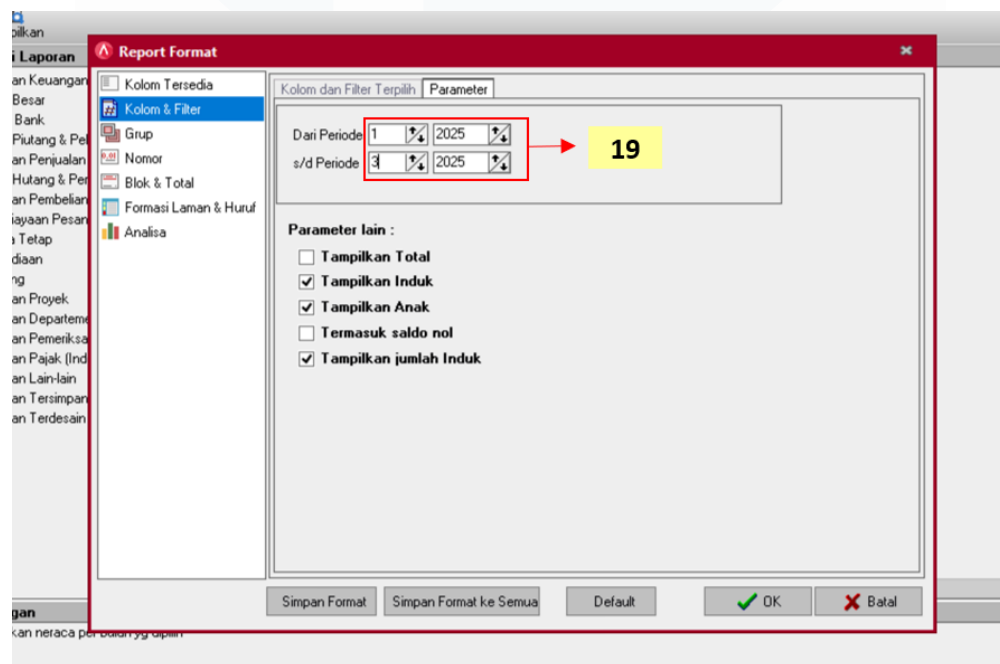 pilkan
i Laporan
an Keuangan
Besar
Bank
Piutang & Pel
an Penjualan
Hutang & Per
an Pembelian
iayaan Pesan
Tetap
diaan
ng
an Proyek
an Departeme
an Pemeriksa
an Pajak (Ind
an Lain-lain
an Tersimpan
an Terdesain
Report Format
Kolom Tersedia
Kolom & Filter
Grup
Nomor
Blok & Total
Formasi Laman & Huruf
Analisa
Kolom dan Filter Terpilih Parameter
Dari Periode 1 2025
s/d Periode 3 2025
19
Parameter lain :
Tampilkan Total
Tampilkan Induk
Tampilkan Anak
Termasuk saldo nol
Tampilkan jumlah Induk
Simpan Format Simpan Format ke Semua Default OK Batal
gan
kan neraca per bulan yg dipilih